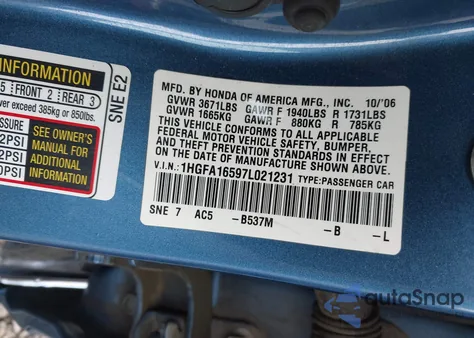 5 FRONT 2 REAR 3
ver exceed 385kg or 850lbs.
SSURE
2PSI
2PSI
PSI
SEE OWNER'S
MANUAL FOR
ADDITIONAL
INFORMATION
SNE E2
MFD. BY HONDA OF AMERICA MFG., INC. 10/'06
GVWR 3671LBS GAWR F 1940LBS R 1731LBS
GVWR 1665KG GAWR F 880KG R 785KG
THIS VEHICLE CONFORMS TO ALL APPLICABLE
FEDERAL MOTOR VEHICLE SAFETY, BUMPER,
AND THEFT PREVENTION STANDARDS IN EFFECT
ON THE DATE OF MANUFACTURE SHOWN ABOVE.
V.I.N.: 1HGFA16597L021231 TYPE:PASSENGER CAR
SNE 7 AC5 -B537M -B -L
autoSnap